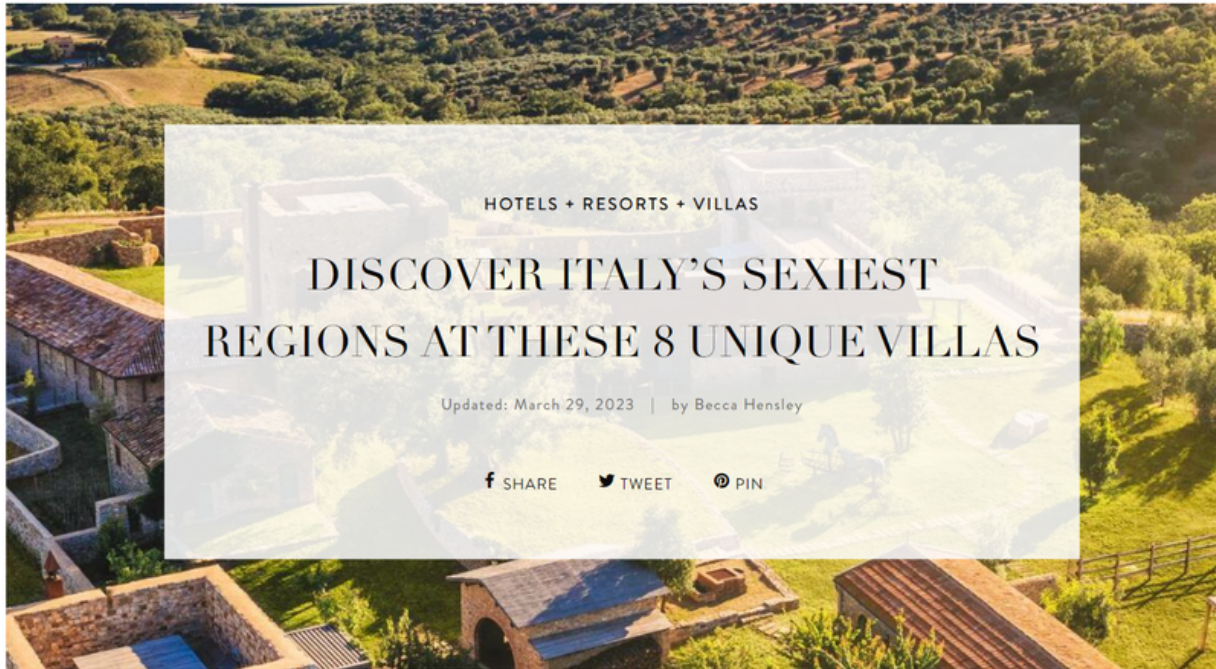 HOTELS + RESORTS + VILLAS
DISCOVER ITALY’S SEXIEST
REGIONS AT THESE 8 UNIQUE VILLAS
Updated: March 29, 2023 | by Becca Hensley
SHARE TWEET PIN